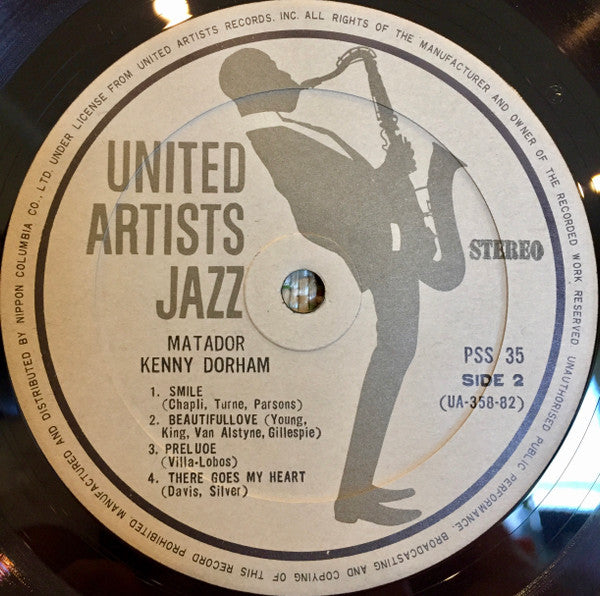 MANUFACTURED AND DISTRIBUTED BY NIPPON COLUMBIA CO., LTD. UNDER LICENSE FROM UNITED ARTISTS RECORDS. INC. ALL RIGHTS OF THE MANUFACTURER AND OWNER OF THE RECORDED WORK RESERVED UNAUTHORISED PUBLIC PERFORMANCE, BROADCASTING AND COPYING OF THIS RECORD PROHIBITED
UNITED
ARTISTS
JAZZ
STEREO
MATADOR
KENNY DORHAM
PSS 35
SIDE 2
(UA-358-82)
1. SMILE
(Chapli, Turne, Parsons)
2. BEAUTIFULLOVE (Young,
King, Van Alstyne, Gillespie)
3. PRELUOE
(Villa-Lobos)
4. THERE GOES MY HEART
(Davis, Silver)